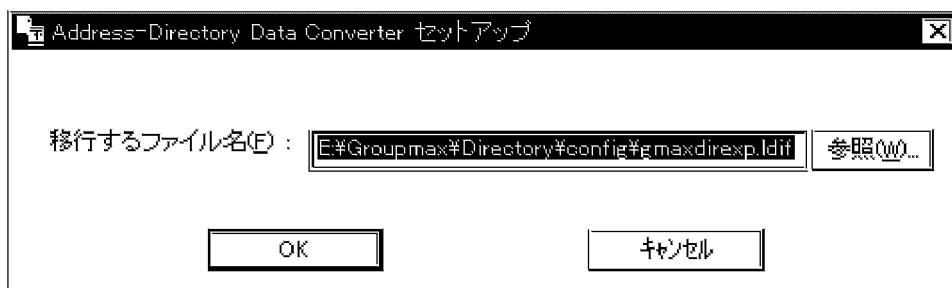 Address-Directory Data Converter セットアップ
移行するファイル名(F) : E:¥Groupmax¥Directory¥config¥gmaxdirexp.ldif 参照(W)...
OK キャンセル